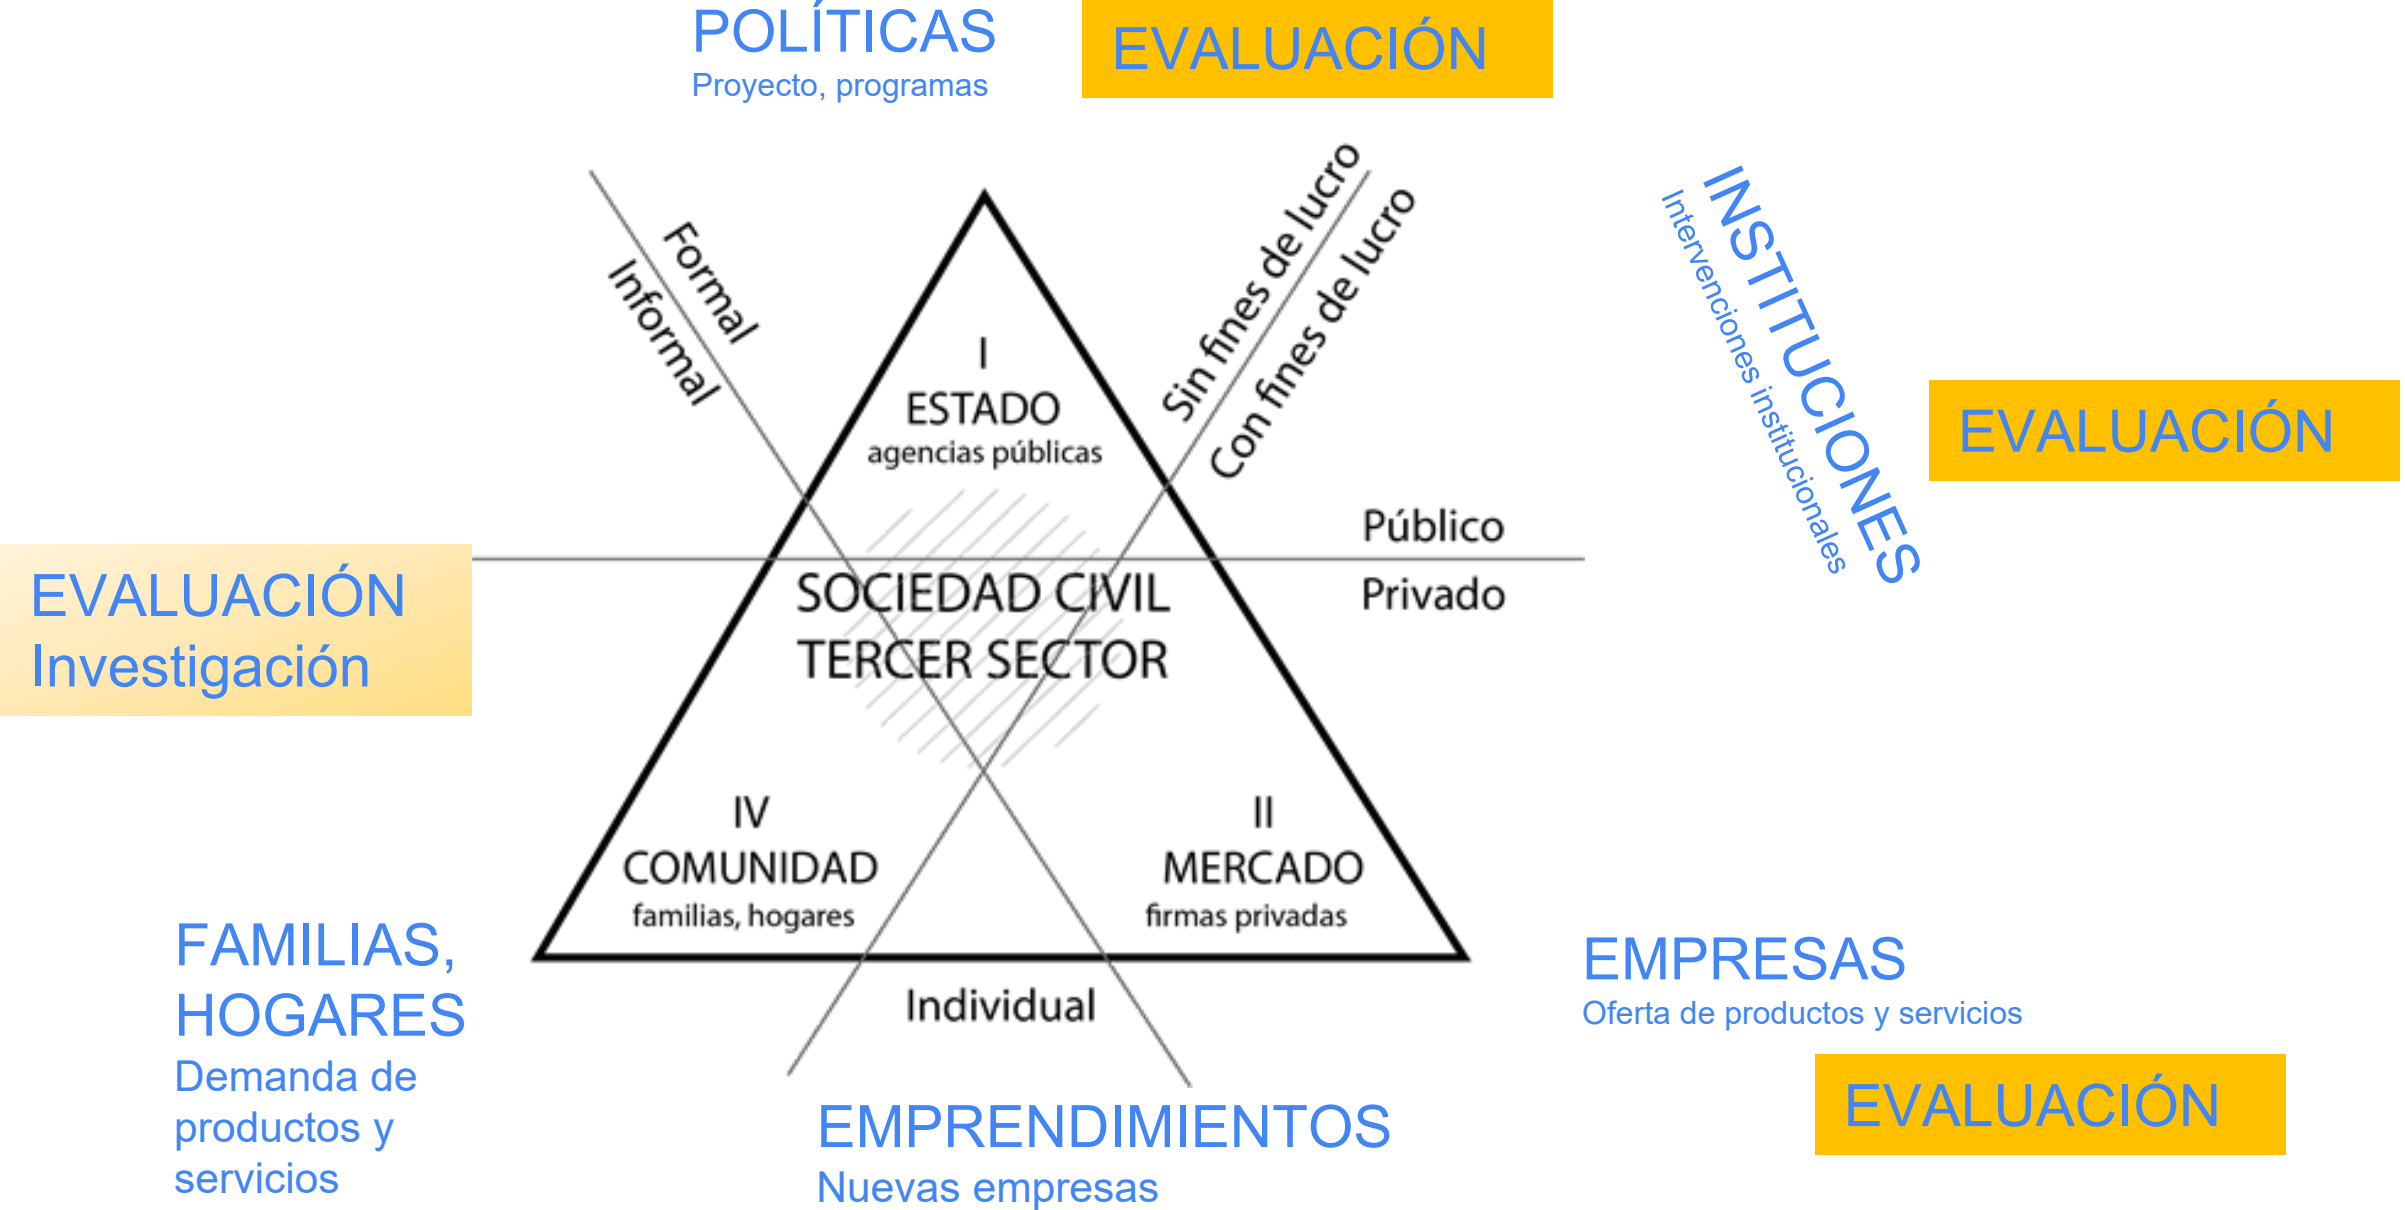 POLÍTICAS
Proyecto, programas
EVALUACIÓN
Formal
Informal
Sin fines de lucro
Con fines de lucro
INSTITUCIONES
Intervenciones institucionales
EVALUACIÓN
I
ESTADO
agencias públicas
Público
Privado
EVALUACIÓN
Investigación
SOCIEDAD CIVIL
TERCER SECTOR
IV
COMUNIDAD
familias, hogares
II
MERCADO
firmas privadas
Individual
FAMILIAS,
HOGARES
Demanda de
productos y
servicios
EMPRENDIMIENTOS
Nuevas empresas
EMPRESAS
Oferta de productos y servicios
EVALUACIÓN